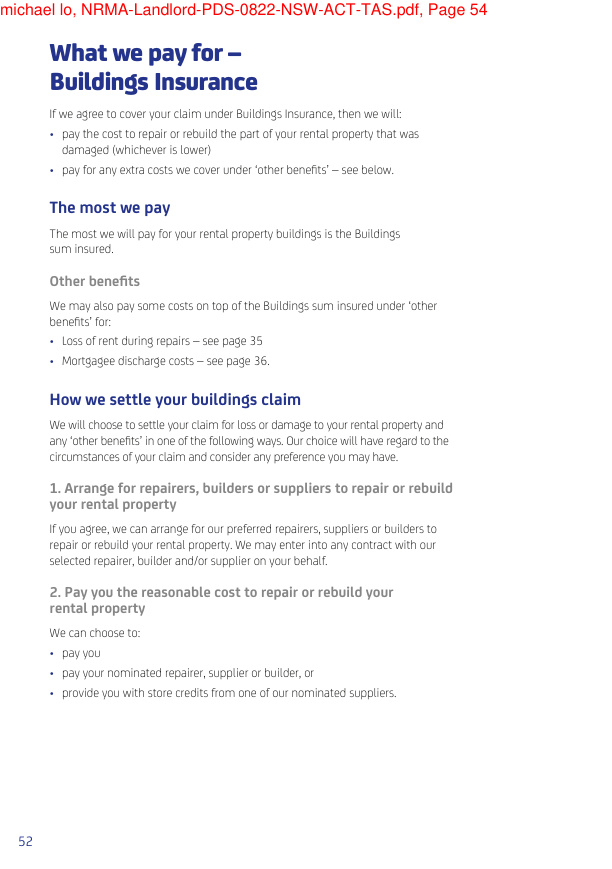 michael lo, NRMA-Landlord-PDS-0822-NSW-ACT-TAS.pdf, Page 54
What we pay for –
Buildings Insurance
If we agree to cover your claim under Buildings Insurance, then we will:
• pay the cost to repair or rebuild the part of your rental property that was
damaged (whichever is lower)
• pay for any extra costs we cover under ‘other benefits’ – see below.
The most we pay
The most we will pay for your rental property buildings is the Buildings
sum insured.
Other benefits
We may also pay some costs on top of the Buildings sum insured under ‘other
benefits’ for:
• Loss of rent during repairs – see page 35
• Mortgagee discharge costs – see page 36.
How we settle your buildings claim
We will choose to settle your claim for loss or damage to your rental property and
any ‘other benefits’ in one of the following ways. Our choice will have regard to the
circumstances of your claim and consider any preference you may have.
1. Arrange for repairers, builders or suppliers to repair or rebuild
your rental property
If you agree, we can arrange for our preferred repairers, suppliers or builders to
repair or rebuild your rental property. We may enter into any contract with our
selected repairer, builder and/or supplier on your behalf.
2. Pay you the reasonable cost to repair or rebuild your
rental property
We can choose to:
• pay you
• pay your nominated repairer, supplier or builder, or
• provide you with store credits from one of our nominated suppliers.
52